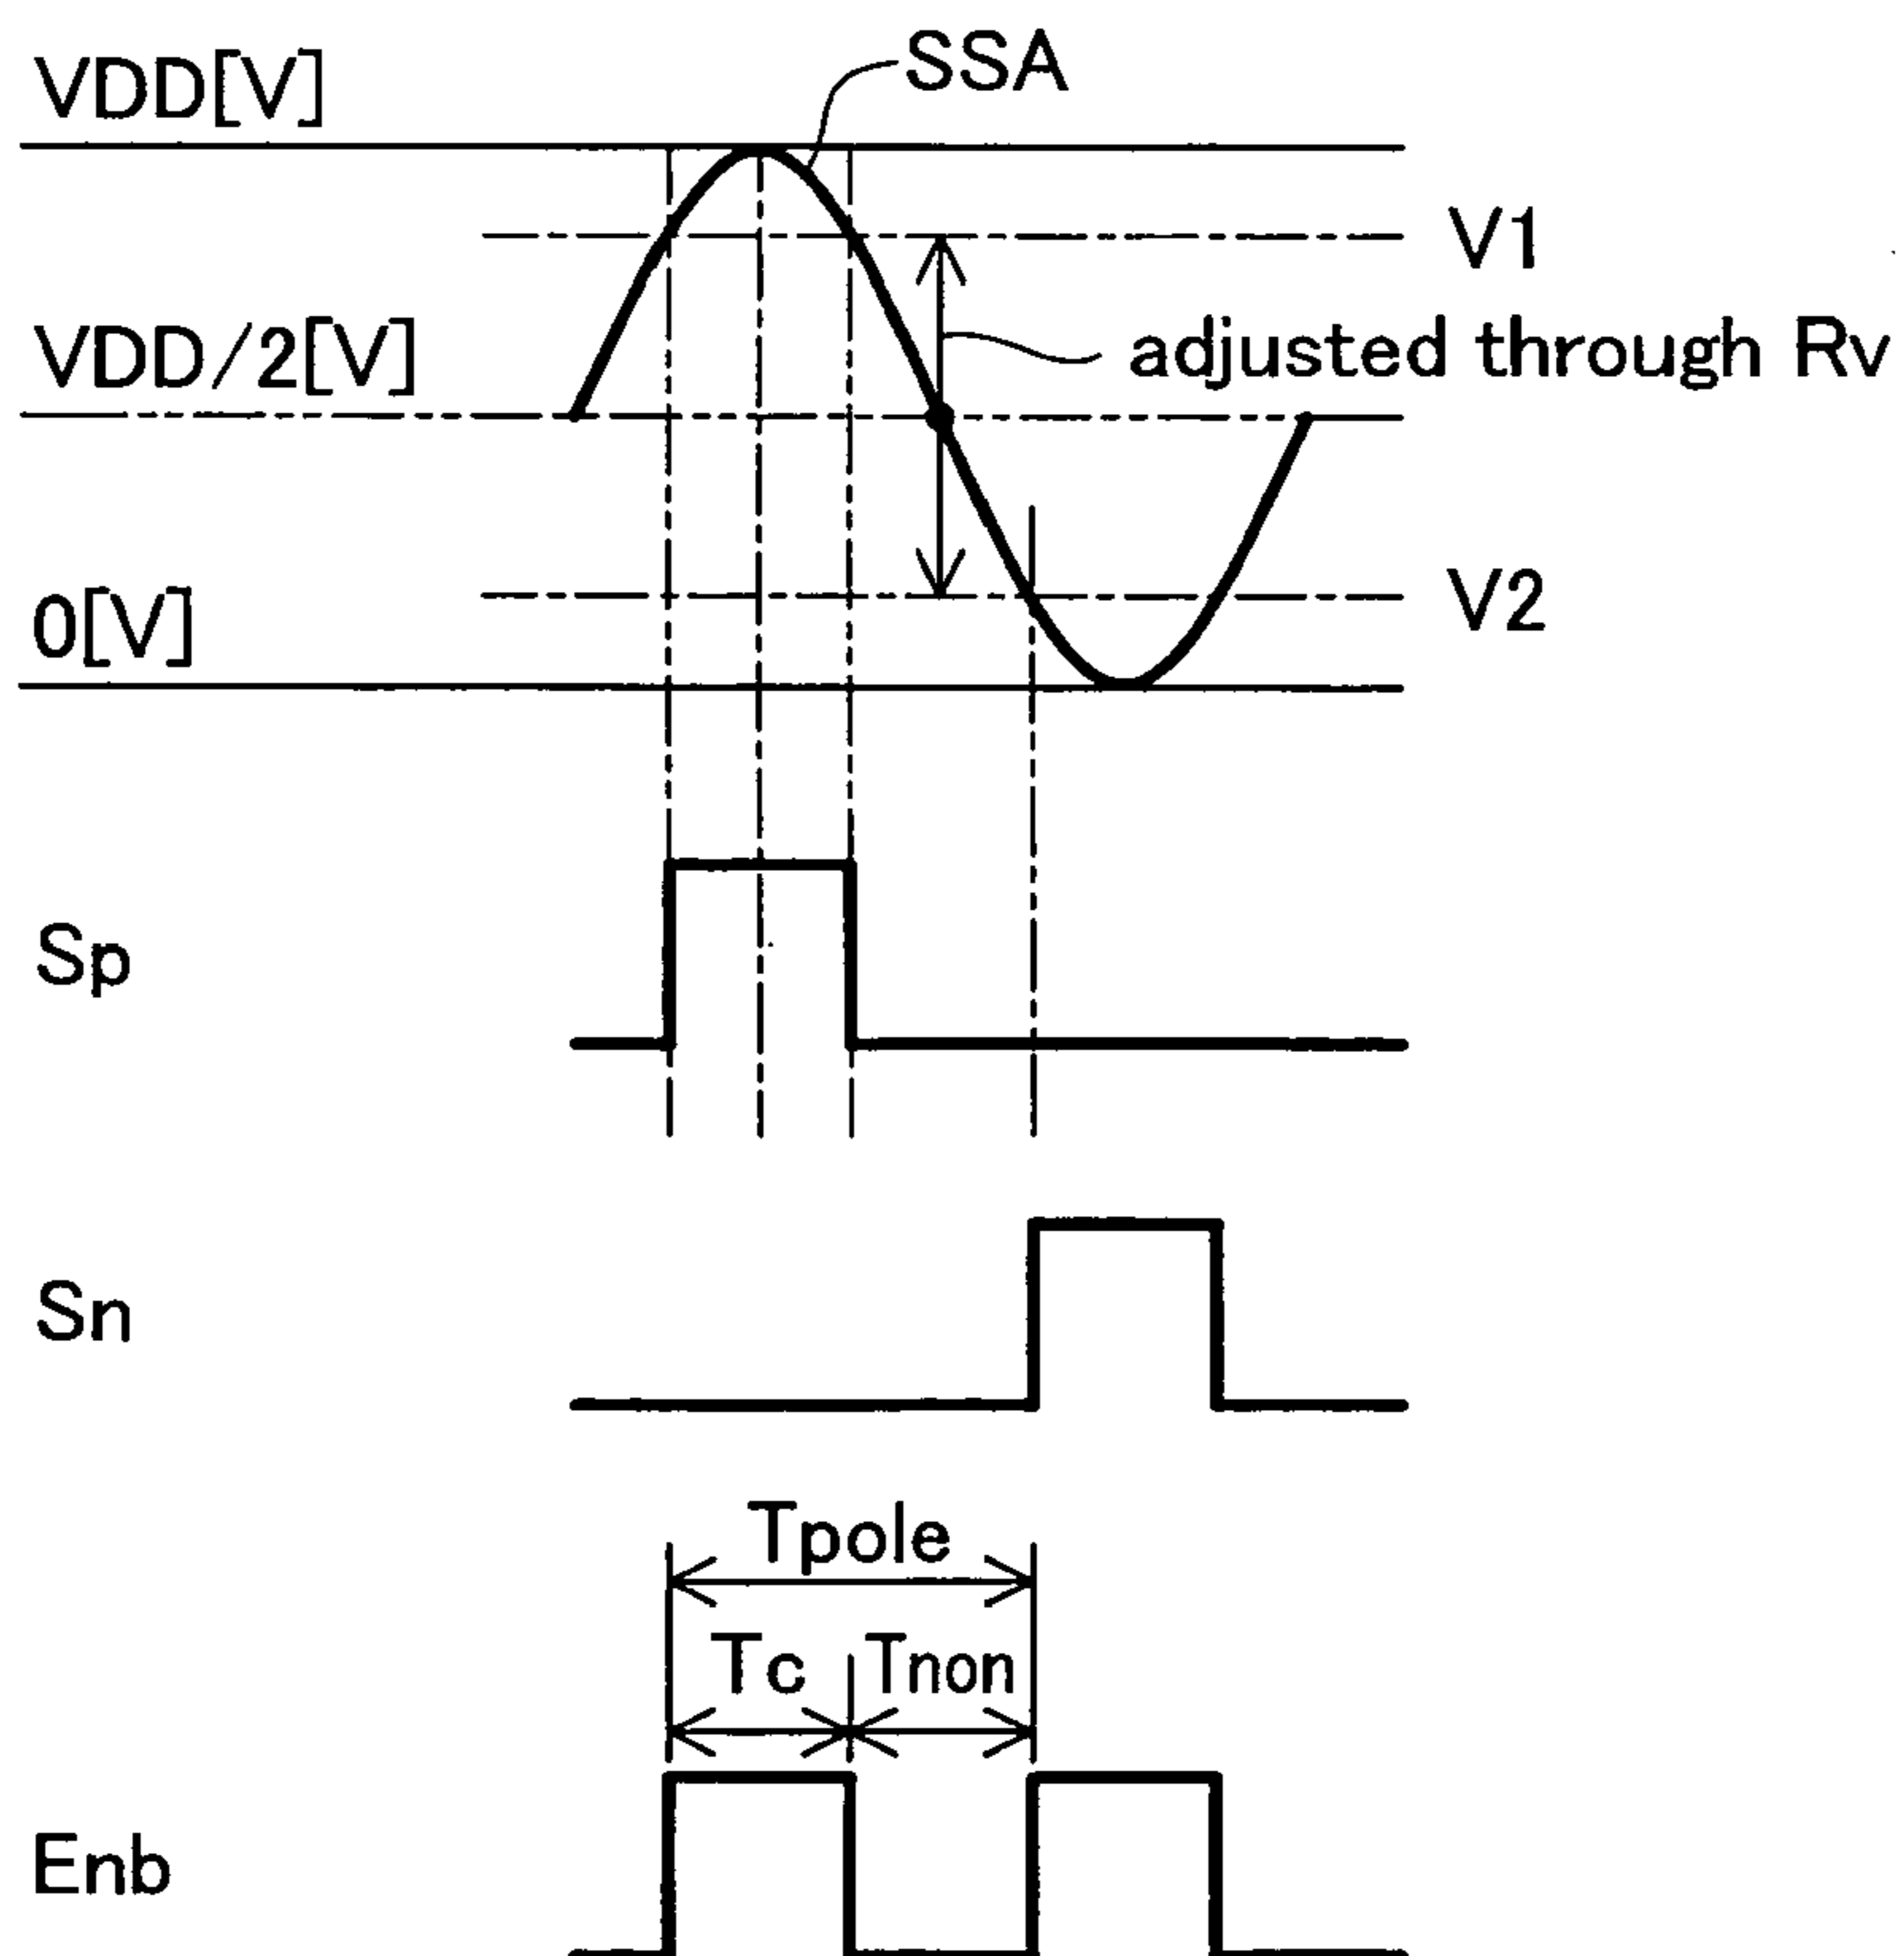 VDD[V]
SSA
V1
VDD/2[V]
adjusted through Rv
0[V]
V2
Sp
Sn
Tpole
Tc
Tnon
Enb